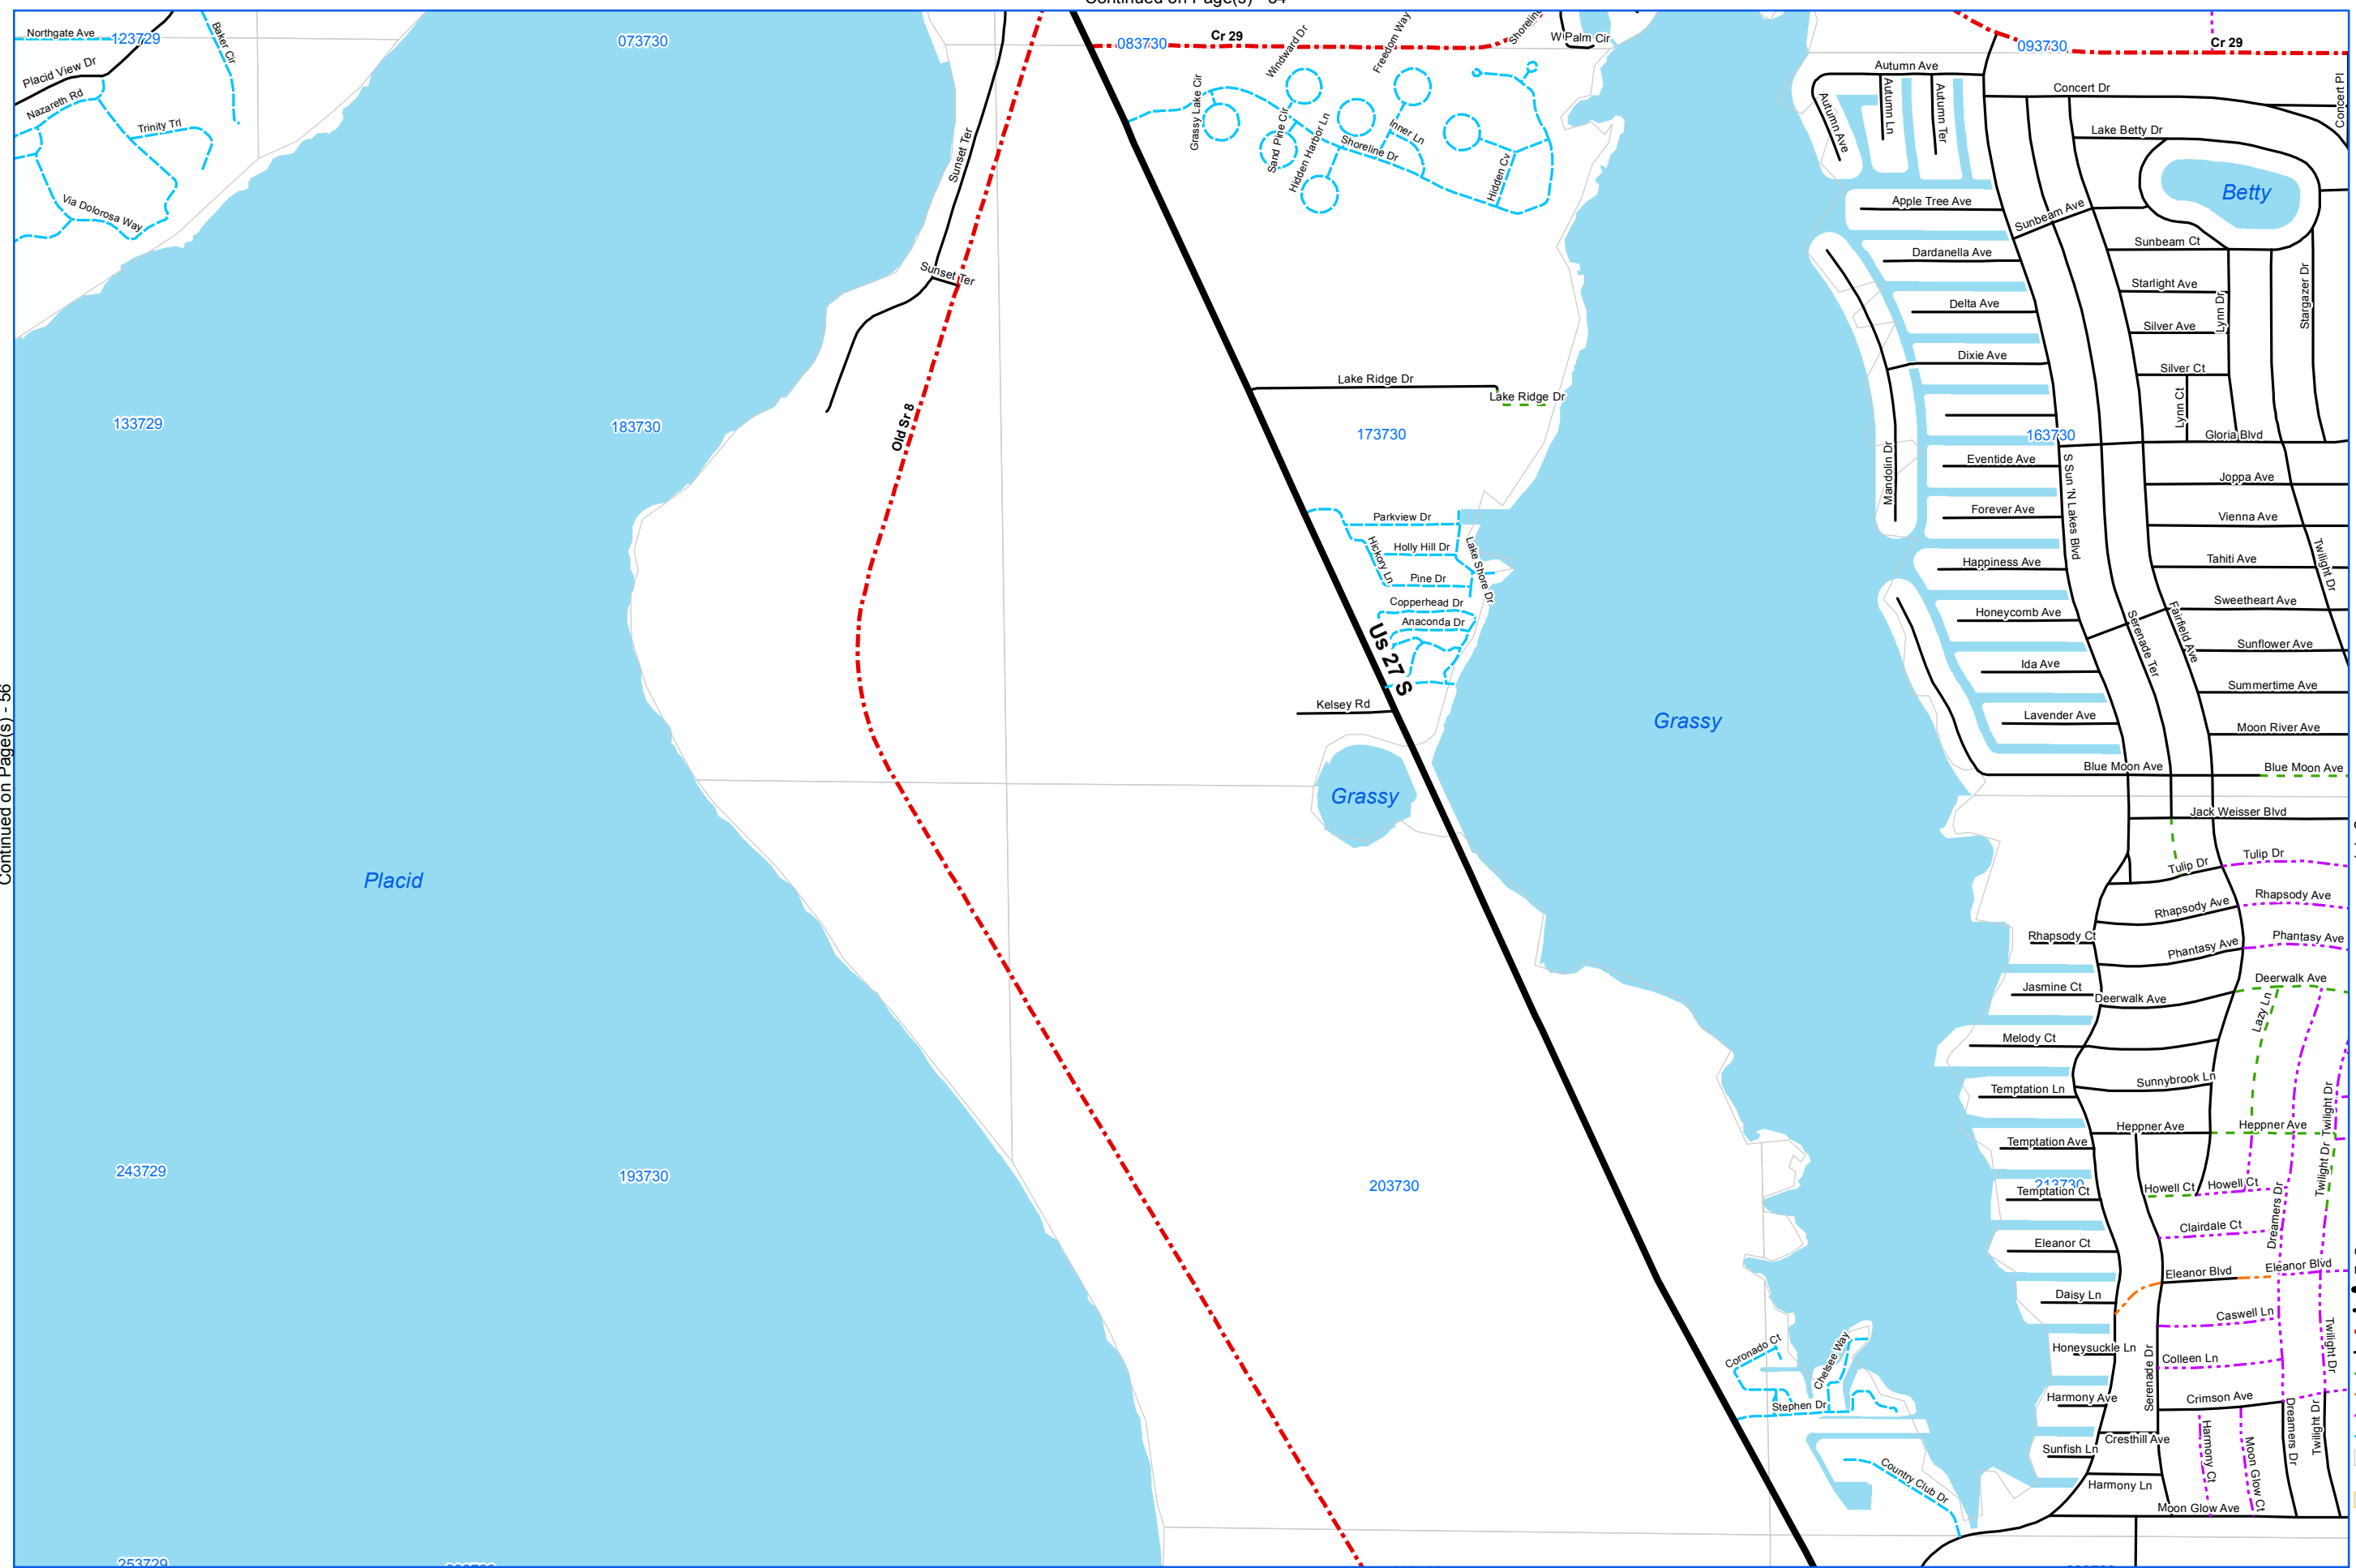 Northgate Ave
123729
Baker Cir
073730
083730
Cr 29
Windward Dr
Freedom Way
Shoreline
W Palm Cir
093730
Cr 29
Placid View Dr
Nazareth Rd
Trinity Trl
Via Dolorosa Way
Sunset Ter
Sunset Ter
Grassy Lake Cir
Sand Pine Cir
Hidden Harbor Ln
Shoreline Dr
Inner Ln
Hidden Cv
Autumn Ave
Autumn Ave
Autumn Ln
Autumn Ter
Concert Dr
Concert Pl
Lake Betty Dr
Betty
Apple Tree Ave
Sunbeam Ave
Sunbeam Ct
Dardanella Ave
Starlight Ave
Lynn Dr
Stargazer Dr
Delta Ave
Silver Ave
Dixie Ave
Silver Ct
Lynn Ct
Lake Ridge Dr
Lake Ridge Dr
133729
183730
Old Sr 8
173730
163730
Gloria Blvd
Mandolin Dr
Eventide Ave
S Sun 'N Lakes Blvd
Joppa Ave
Forever Ave
Vienna Ave
Parkview Dr
Holly Hill Dr
Hickory Ln
Lake Shore Dr
Pine Dr
Copperhead Dr
Anaconda Dr
Happiness Ave
Tahiti Ave
Twilight Dr
Honeycomb Ave
Sweetheart Ave
Serenade Ter
Fairfield Ave
Sunflower Ave
Ida Ave
Us 27 S
Kelsey Rd
Summertime Ave
Lavender Ave
Moon River Ave
Grassy
Grassy
Blue Moon Ave
Blue Moon Ave
Jack Weisser Blvd
Continued on Page(s) - 56
Placid
Tulip Dr
Tulip Dr
Rhapsody Ave
Rhapsody Ave
Rhapsody Ct
Phantasy Ave
Phantasy Ave
Jasmine Ct
Deerwalk Ave
Deerwalk Ave
Lazy Ln
Melody Ct
Sunnybrook Ln
Temptation Ln
Twilight Dr
Heppner Ave
Heppner Ave
Temptation Ave
Twilight Dr
243729
193730
203730
213730
Temptation Ct
Howell Ct
Howell Ct
Dreamers Dr
Clairdale Ct
Eleanor Ct
Eleanor Blvd
Eleanor Blvd
Daisy Ln
Caswell Ln
Twilight Dr
Honeysuckle Ln
Colleen Ln
Serenade Dr
Coronado Ct
Chelsee Way
Stephen Dr
Harmony Ave
Crimson Ave
Dreamers Dr
Twilight Dr
Cresthill Ave
Sunfish Ln
Harmony Ct
Moon Glow Ct
Country Club Dr
Harmony Ln
Moon Glow Ave
253729